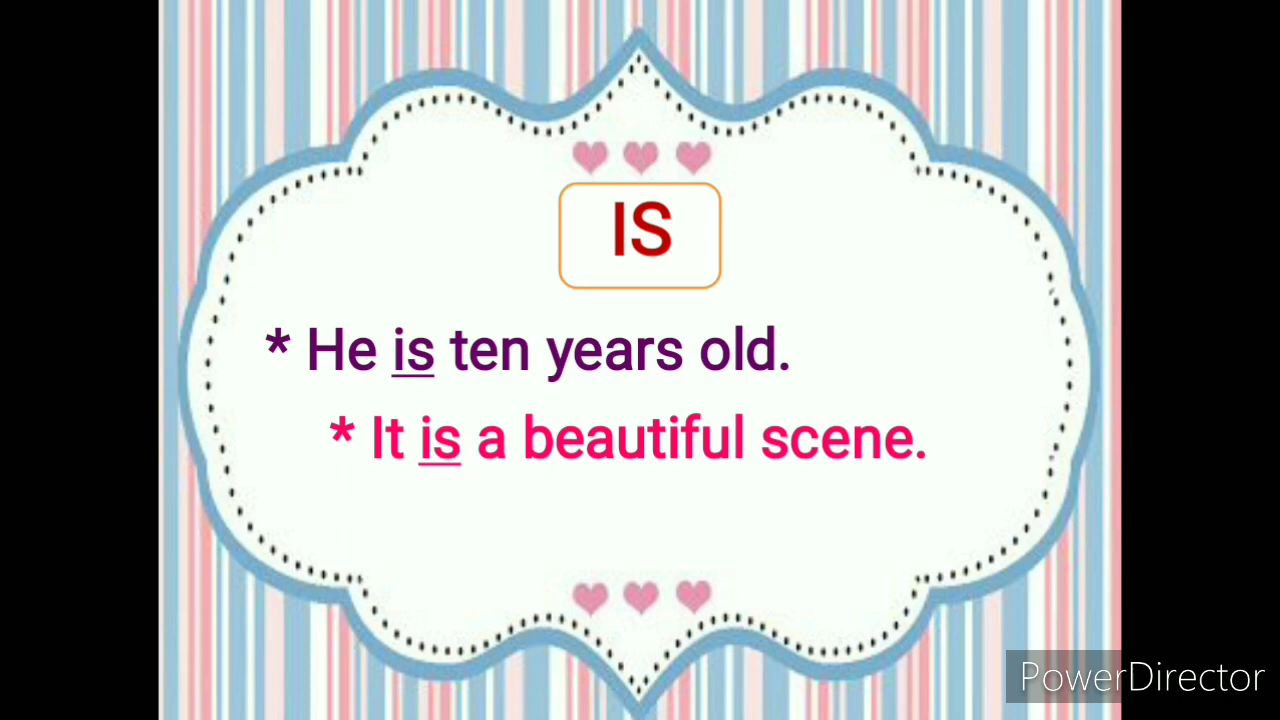 IS
* He is ten years old.
* It is a beautiful scene.
PowerDirector